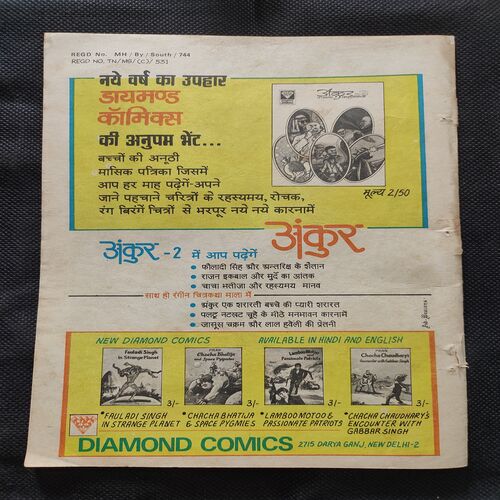 REGD No. MH / By / South / 744
REGD NO. TN/MS/(C)/ 531
नये वर्ष का उपहार
डायमण्ड
कॉमिक्स
की अनुपम भेंट...
बच्चों की अनूठी
मासिक पत्रिका जिसमें
आप हर माह पढ़ेगें-अपने
जाने पहचाने चरित्रों के रहस्यमय, रोचक,
रंग बिरंगें चित्रों से भरपूर नये नये कारनामें
अंकुर
मूल्य 2/50
अंकुर
अंकुर -2 में आप पढ़ेगें
• फौलादी सिंह और अन्तरिक्ष के शैतान
• राजन इकबाल और मुर्दे का आतंक
• चाचा भतीजा और रहस्यमय मानव
साथ ही रंगीन चित्रकथा माला में
• अंकुर एक शरारती बच्चे की प्यारी शरारत
• पलटू नटखट चूहे के मीठे मनभावन कारनामें
• जासूस चक्रम और लाल हवेली की प्रेतनी
NEW DIAMOND COMICS
AVAILABLE IN HINDI AND ENGLISH
Fauladi Singh
in Strange Planet
3/-
Chacha Bhatija
and Space Pygmies
3/-
Lamboo Motoo &
Passionate Patriots
3/-
Chacha Chaudhary's
Encounter with Gabbar Singh
3/-
• FAULADI SINGH
IN STRANGE PLANET
• CHACHA BHATIJA
& SPACE PYGMIES
• LAMBOO MOTOO &
PASSIONATE PATRIOTS
• CHACHA CHAUDHARY'S
ENCOUNTER WITH
GABBAR SINGH
DIAMOND COMICS 2715 DARYA GANJ, NEW DELHI-2